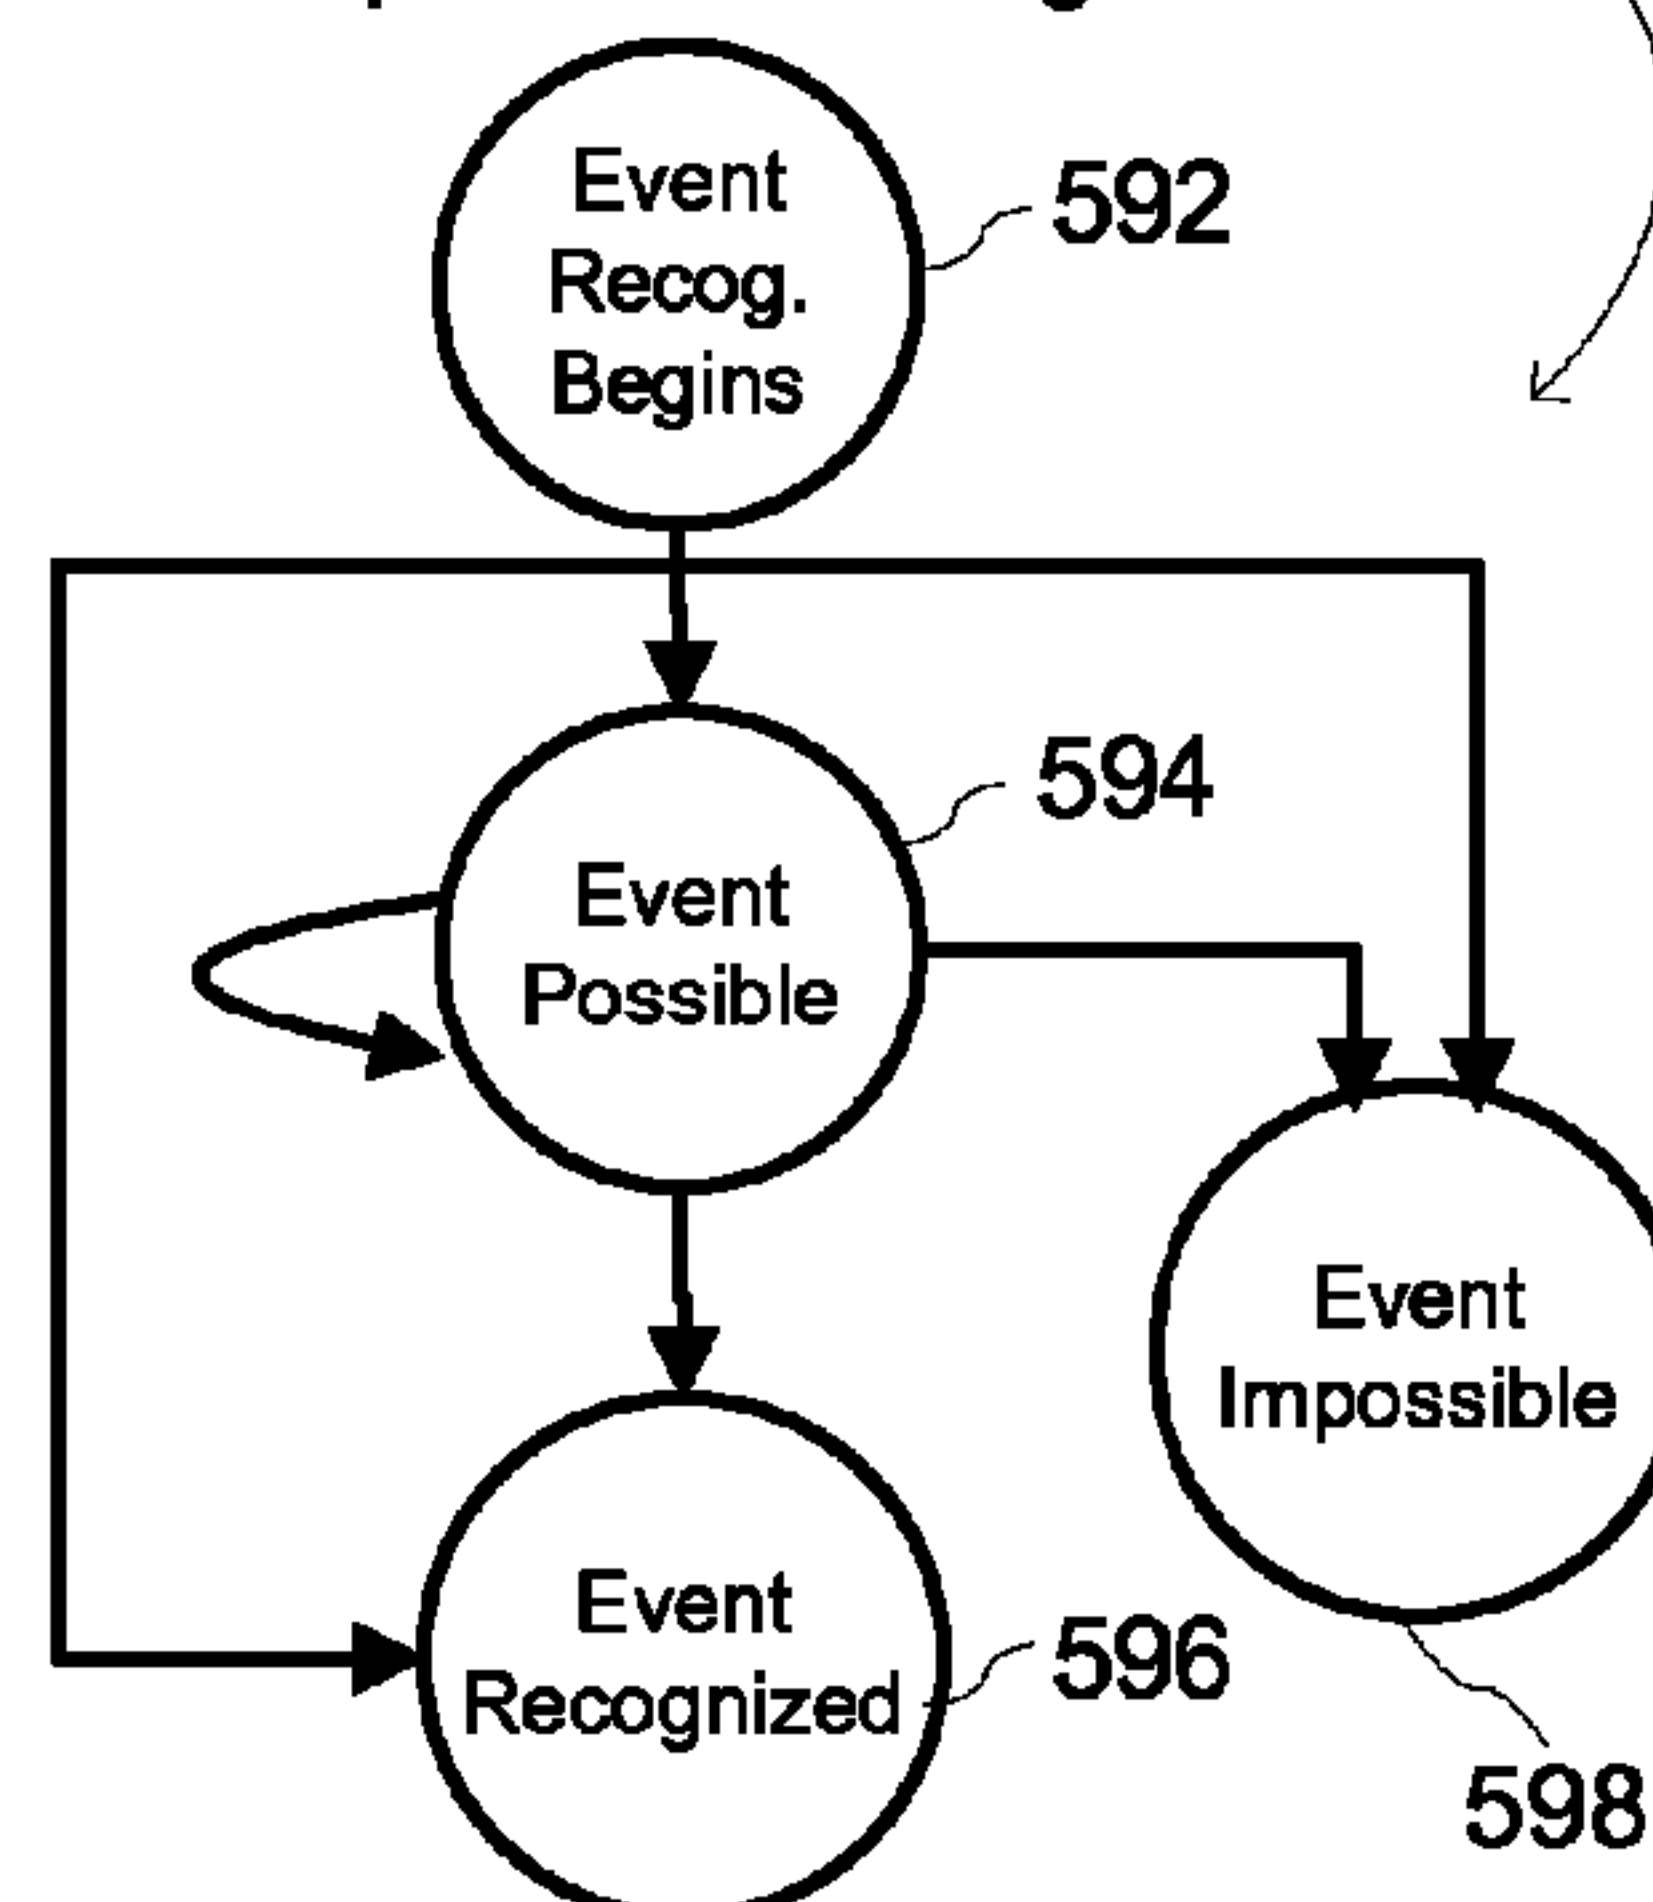 Event
Recog.
Begins
592
594
Event
Possible
Event
Impossible
Event
Recognized
596
598